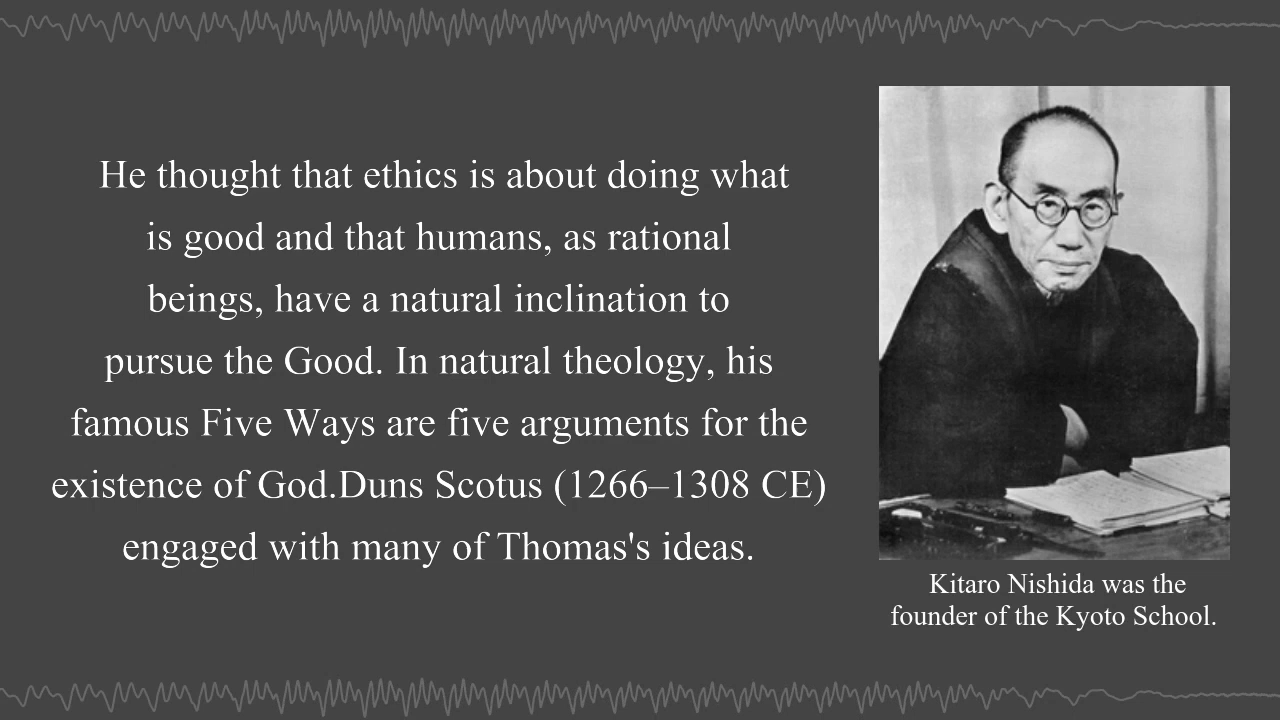 He thought that ethics is about doing what
is good and that humans, as rational
beings, have a natural inclination to
pursue the Good. In natural theology, his
famous Five Ways are five arguments for the
existence of God.Duns Scotus (1266–1308 CE)
engaged with many of Thomas's ideas.
Kitaro Nishida was the
founder of the Kyoto School.